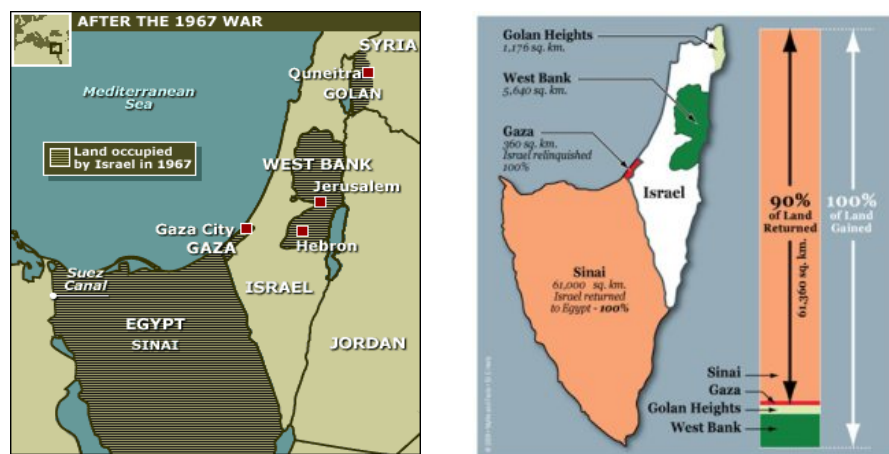 AFTER THE 1967 WAR
SYRIA
Quneitra
GOLAN
Mediterranean
Sea
Land occupied
by Israel in 1967
WEST BANK
Jerusalem
Gaza City
GAZA
Hebron
Suez
Canal
ISRAEL
EGYPT
SINAI
JORDAN
Golan Heights
1,176 sq. km.
West Bank
5,640 sq. km.
Gaza
360 sq. km.
Israel relinquished
100%
Israel
Sinai
61,000 sq. km.
Israel returned
to Egypt - 100%
90%
of Land
Returned
61,360 sq. km.
100%
of Land
Gained
Sinai
Gaza
Golan Heights
West Bank